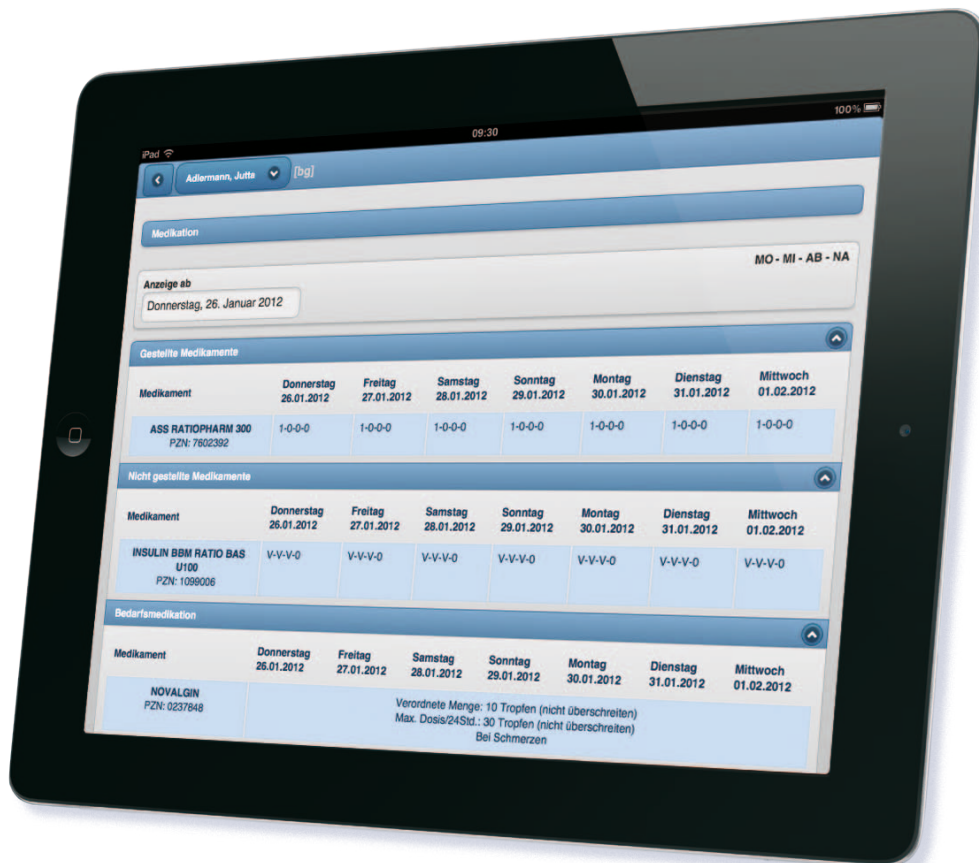 iPad
09:30
100%
Adlermann, Jutta [bg]
Medikation
MO - MI - AB - NA
Anzeige ab
Donnerstag, 26. Januar 2012
Gestellte Medikamente
Medikament Donnerstag Freitag Samstag Sonntag Montag Dienstag Mittwoch
26.01.2012 27.01.2012 28.01.2012 29.01.2012 30.01.2012 31.01.2012 01.02.2012
ASS RATIOPHARM 300 1-0-0-0 1-0-0-0 1-0-0-0 1-0-0-0 1-0-0-0 1-0-0-0 1-0-0-0
PZN: 7602392
Nicht gestellte Medikamente
Medikament Donnerstag Freitag Samstag Sonntag Montag Dienstag Mittwoch
26.01.2012 27.01.2012 28.01.2012 29.01.2012 30.01.2012 31.01.2012 01.02.2012
INSULIN BBM RATIO BAS V-V-V-0 V-V-V-0 V-V-V-0 V-V-V-0 V-V-V-0 V-V-V-0 V-V-V-0
U100
PZN: 1099006
Bedarfsmedikation
Medikament Donnerstag Freitag Samstag Sonntag Montag Dienstag Mittwoch
26.01.2012 27.01.2012 28.01.2012 29.01.2012 30.01.2012 31.01.2012 01.02.2012
NOVALGIN
PZN: 0237848
Verordnete Menge: 10 Tropfen (nicht überschreiten)
Max. Dosis/24Std.: 30 Tropfen (nicht überschreiten)
Bei Schmerzen